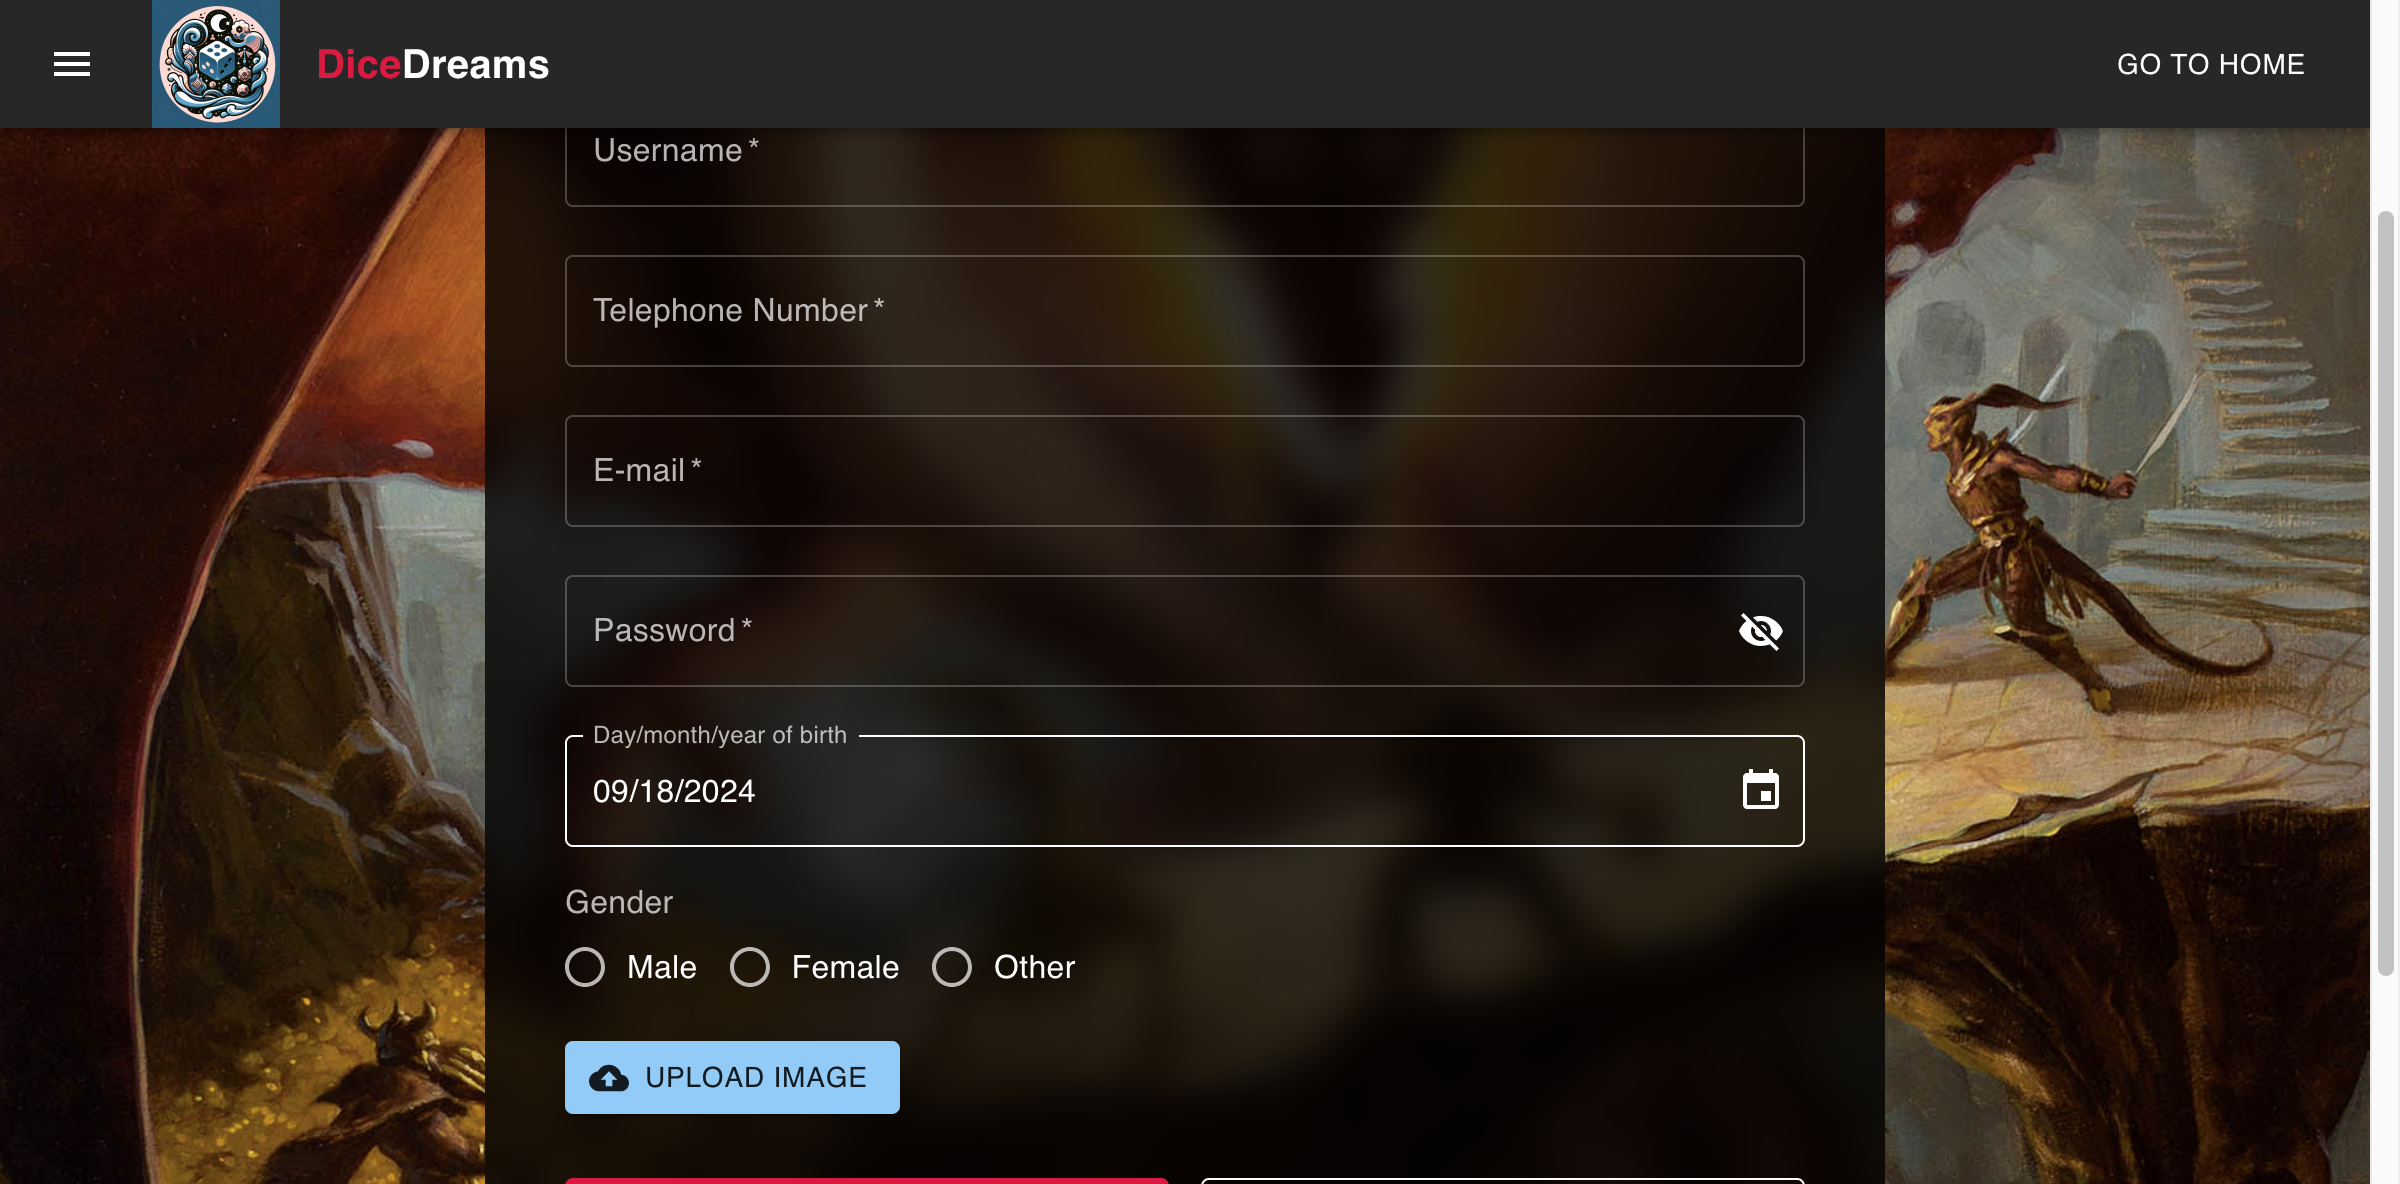 DiceDreams
GO TO HOME
Username *
Telephone Number *
E-mail *
Password *
Day/month/year of birth
09/18/2024
Gender
Male Female Other
UPLOAD IMAGE